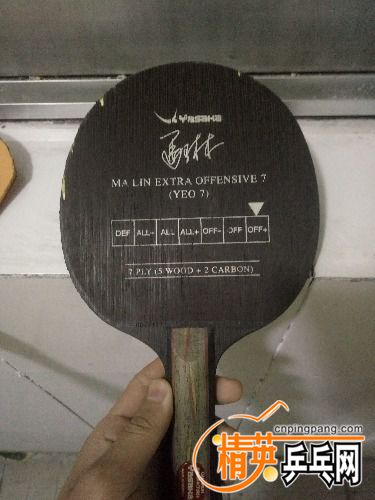 Yasaka
馬林
MA LIN EXTRA OFFENSIVE 7
(YEO 7)
DEF ALL- ALL ALL+ OFF- OFF OFF+
7 PLY (5 WOOD + 2 CARBON)
cnpingpang.com
精英乒乓网